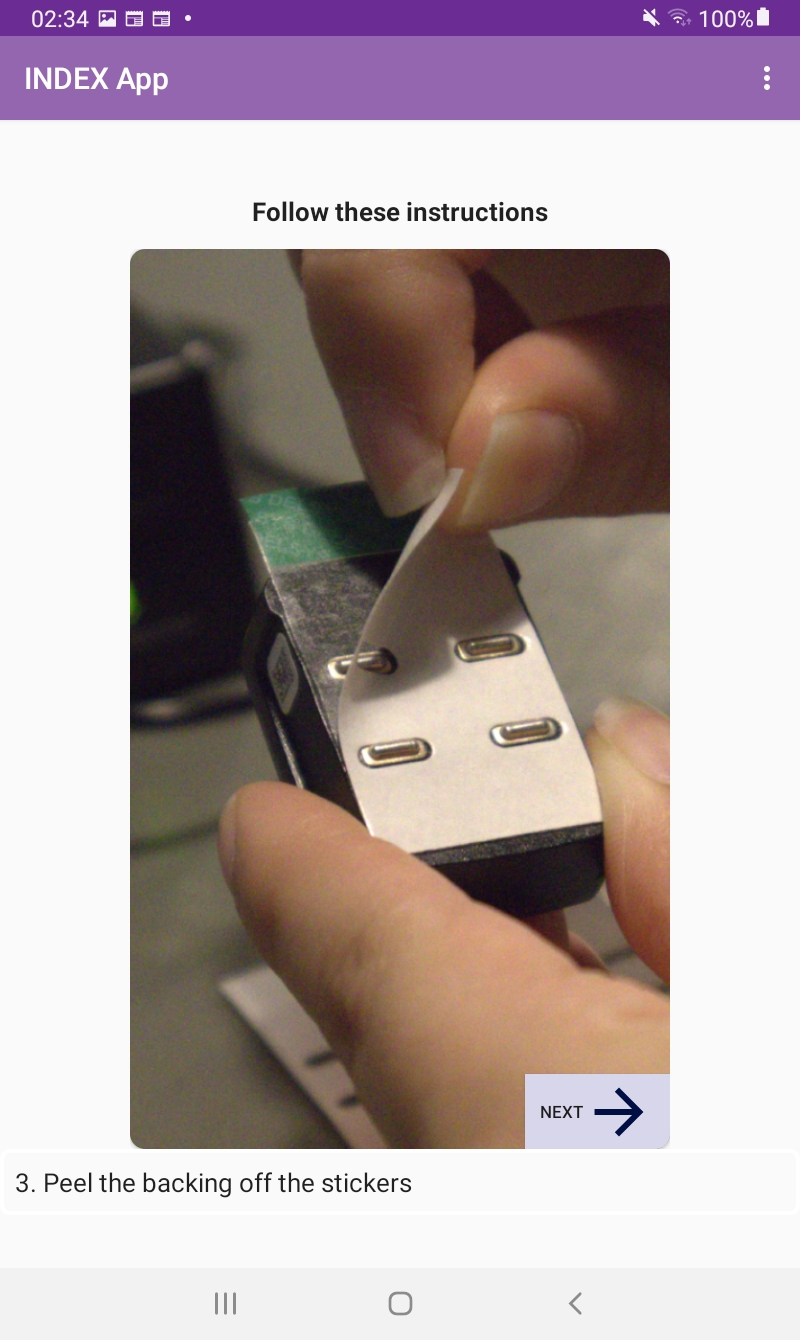 02:34
100%
INDEX App
Follow these instructions
NEXT
3. Peel the backing off the stickers